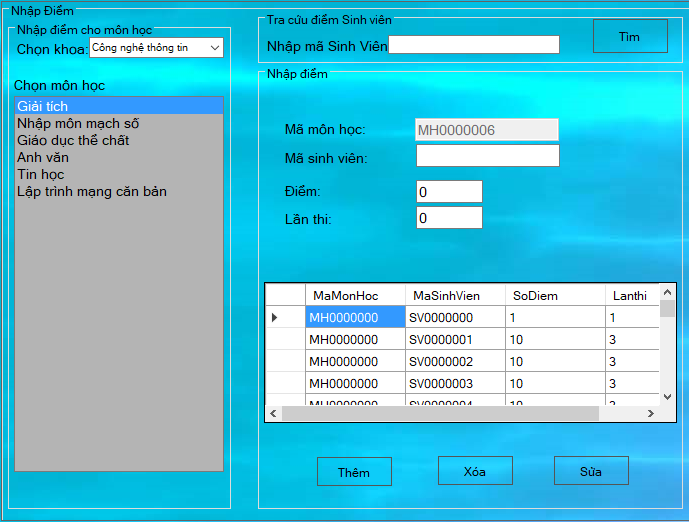 Nhập Điểm
Nhập điểm cho môn học
Chọn khoa: Công nghệ thông tin
Chọn môn học
Giải tích
Nhập môn mạch số
Giáo dục thể chất
Anh văn
Tin học
Lập trình mạng căn bản
Tra cứu điểm Sinh viên
Nhập mã Sinh Viên
Tìm
Nhập điểm
Mã môn học: MH0000006
Mã sinh viên:
Điểm: 0
Lần thi: 0
MaMonHoc MaSinhVien SoDiem Lanthi
MH0000000 SV0000000 1 1
MH0000000 SV0000001 10 3
MH0000000 SV0000002 10 3
MH0000000 SV0000003 10 3
MH0000000 SV0000004 10 3
Thêm Xóa Sửa